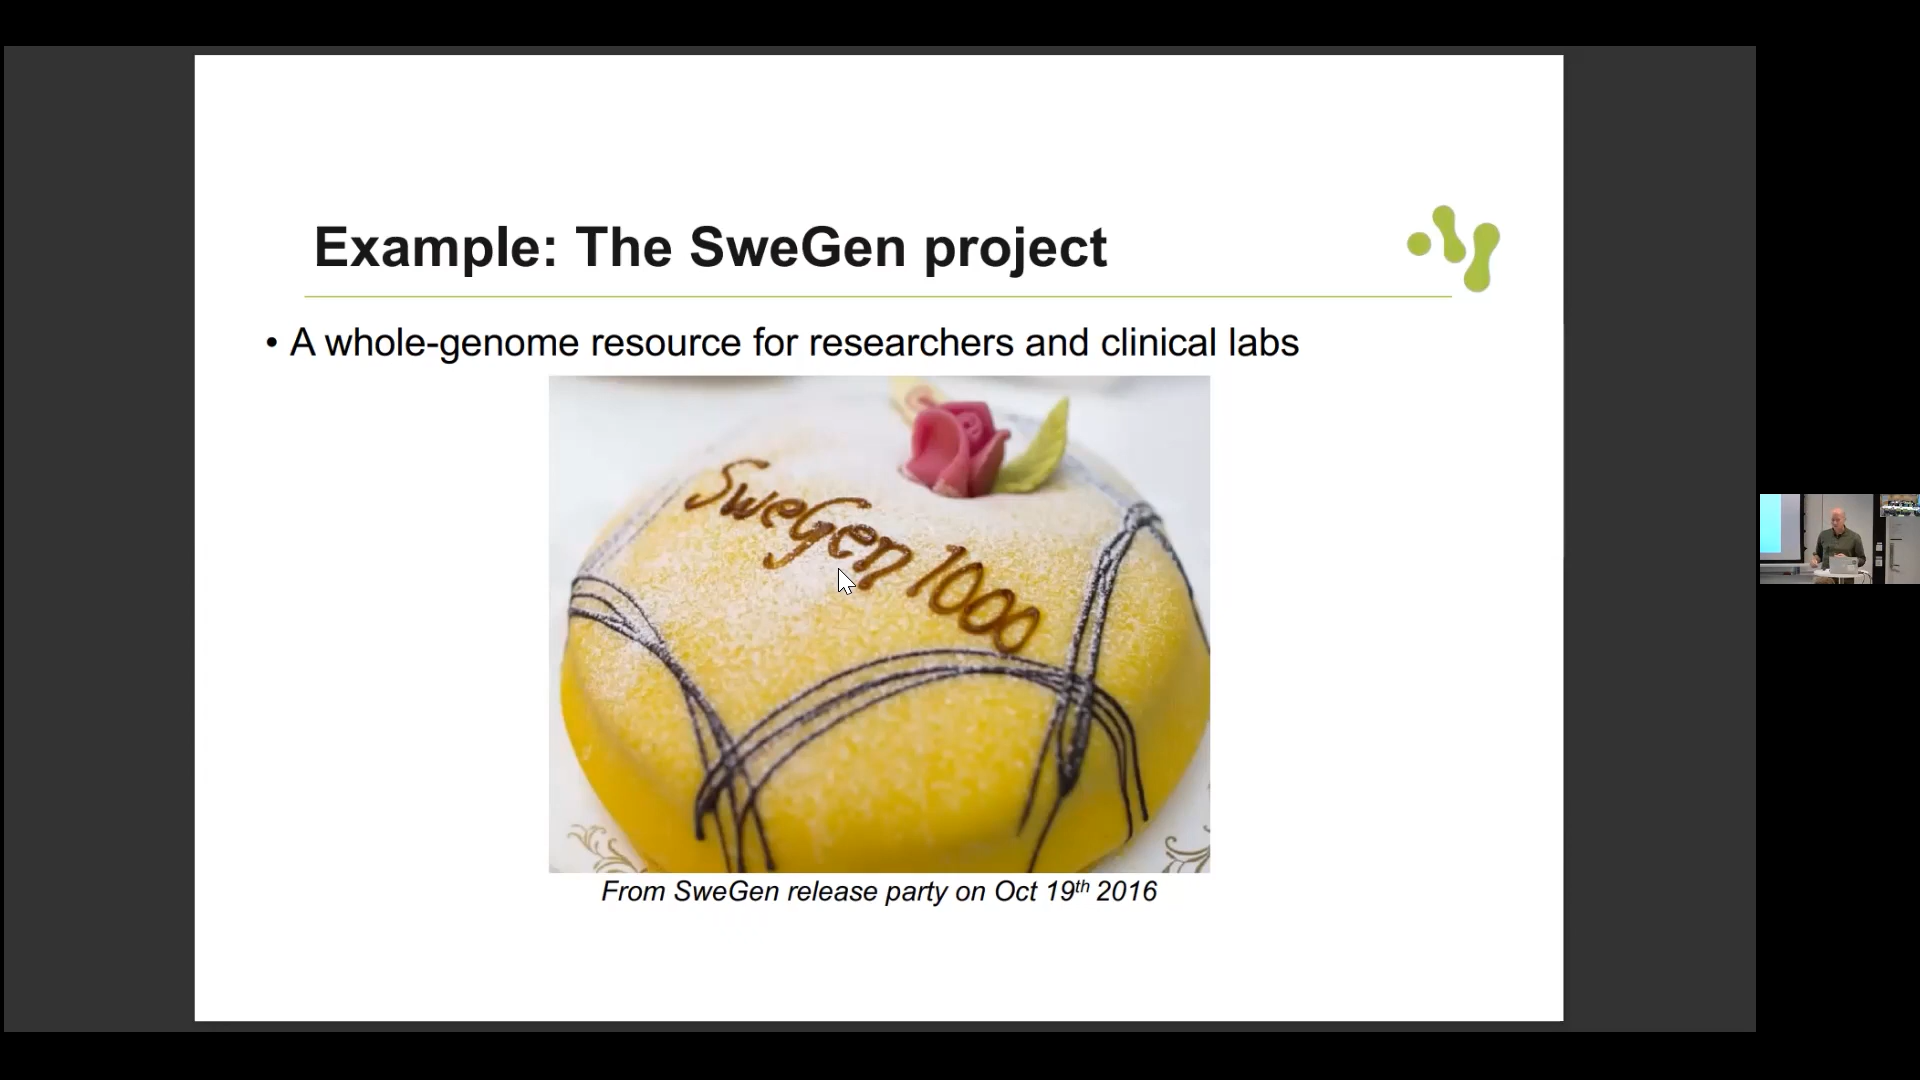 Example: The SweGen project
• A whole-genome resource for researchers and clinical labs
SweGen 1000
From SweGen release party on Oct 19th 2016